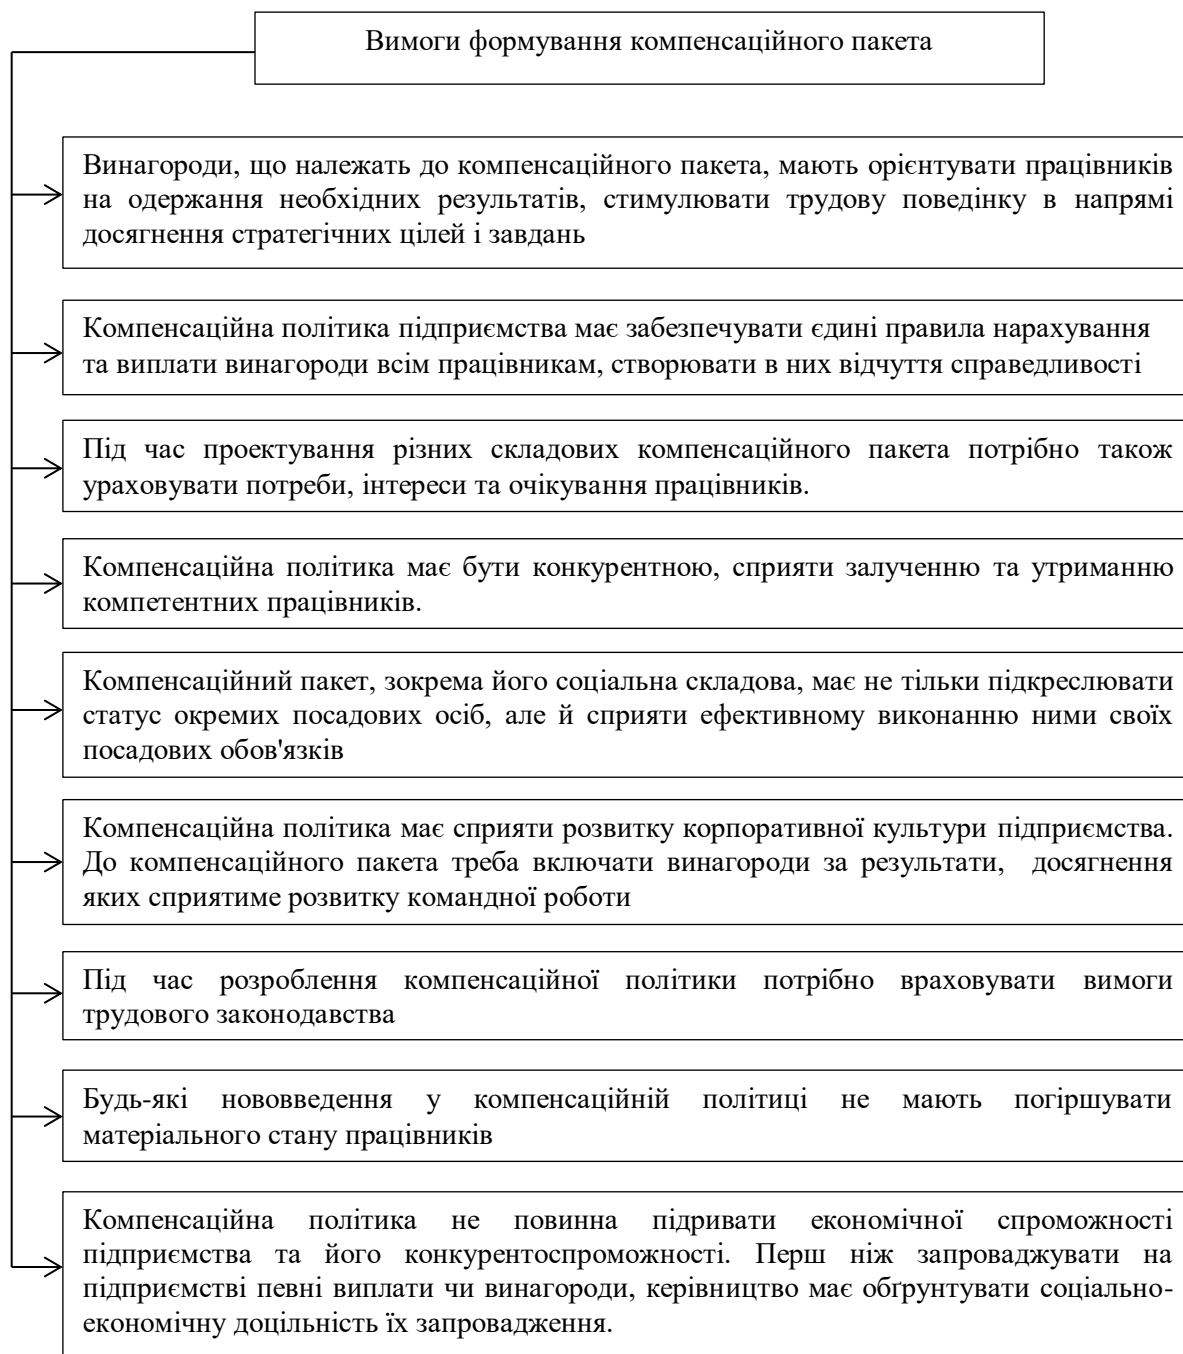 Вимоги формування компенсаційного пакета
Винагороди, що належать до компенсаційного пакета, мають орієнтувати працівників
на одержання необхідних результатів, стимулювати трудову поведінку в напрямі
досягнення стратегічних цілей і завдань
Компенсаційна політика підприємства має забезпечувати єдині правила нарахування
та виплати винагороди всім працівникам, створювати в них відчуття справедливості
Під час проектування різних складових компенсаційного пакета потрібно також
ураховувати потреби, інтереси та очікування працівників.
Компенсаційна політика має бути конкурентною, сприяти залученню та утриманню
компетентних працівників.
Компенсаційний пакет, зокрема його соціальна складова, має не тільки підкреслювати
статус окремих посадових осіб, але й сприяти ефективному виконанню ними своїх
посадових обов'язків
Компенсаційна політика має сприяти розвитку корпоративної культури підприємства.
До компенсаційного пакета треба включати винагороди за результати, досягнення
яких сприятиме розвитку командної роботи
Під час розроблення компенсаційної політики потрібно враховувати вимоги
трудового законодавства
Будь-які нововведення у компенсаційній політиці не мають погіршувати
матеріального стану працівників
Компенсаційна політика не повинна підривати економічної спроможності
підприємства та його конкурентоспроможності. Перш ніж запроваджувати на
підприємстві певні виплати чи винагороди, керівництво має обґрунтувати соціально-
економічну доцільність їх запровадження.